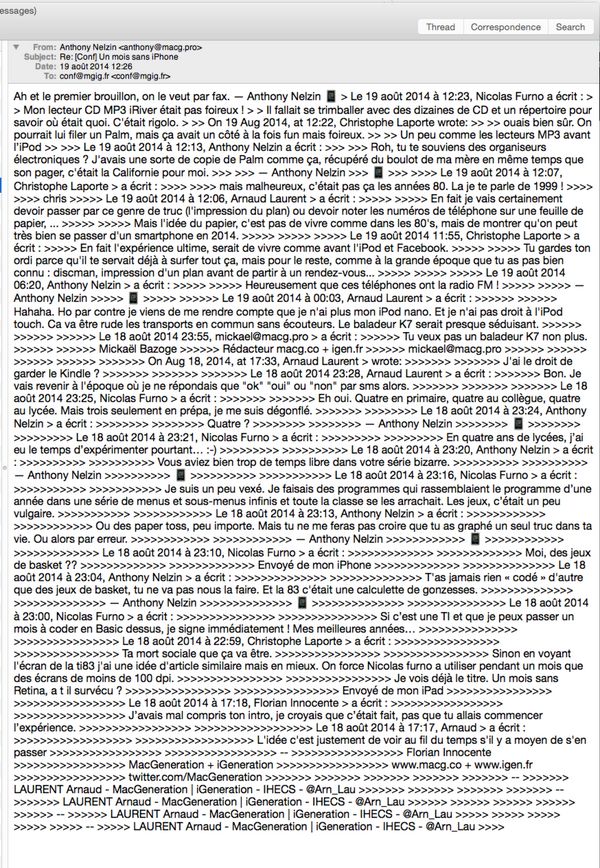 essages)
Thread Correspondence Search
From: Anthony Nelzin <anthony@macg.pro>
Subject: Re: [Conf] Un mois sans iPhone
Date: 19 août 2014 12:26
To: conf@mgig.fr <conf@mgig.fr>
Ah et le premier brouillon, on le veut par fax. — Anthony Nelzin 📱 > Le 19 août 2014 à 12:23, Nicolas Furno a écrit : >
> Mon lecteur CD MP3 iRiver était pas foireux ! > > Il fallait se trimballer avec des dizaines de CD et un répertoire pour
savoir où était quoi. C'était rigolo. > >> On 19 Aug 2014, at 12:22, Christophe Laporte wrote: >> >> ouais bien sûr. On
pourrait lui filer un Palm, mais ça avait un côté à la fois fun mais foireux. >> >> Un peu comme les lecteurs MP3 avant
l'iPod >> >>> Le 19 août 2014 à 12:13, Anthony Nelzin a écrit : >>> >>> Roh, tu te souviens des organiseurs
électroniques ? J'avais une sorte de copie de Palm comme ça, récupéré du boulot de ma mère en même temps que
son pager, c'était la Californie pour moi. >>> >>> — Anthony Nelzin >>> 📱 >>> >>>> Le 19 août 2014 à 12:07,
Christophe Laporte > a écrit : >>>> >>>> mais malheureux, c'était pas ça les années 80. La je te parle de 1999 ! >>>>
>>>> chris >>>>> Le 19 août 2014 à 12:06, Arnaud Laurent > a écrit : >>>>> >>>>> En fait je vais certainement
devoir passer par ce genre de truc (l'impression du plan) ou devoir noter les numéros de téléphone sur une feuille de
papier, ... >>>>> >>>>> Mais l'idée du papier, c'est pas de vivre comme dans les 80's, mais de montrer qu'on peut
très bien se passer d'un smartphone en 2014. >>>>> >>>>> >>>>> Le 19 août 2014 11:55, Christophe Laporte > a
écrit : >>>>> En fait l'expérience ultime, serait de vivre comme avant l'iPod et Facebook. >>>>> >>>>> Tu gardes ton
ordi parce qu'il te servait déjà à surfer tout ça, mais pour le reste, comme à la grande époque que tu as pas bien
connu : discman, impression d'un plan avant de partir à un rendez-vous... >>>>> >>>>> >>>>> Le 19 août 2014
06:20, Anthony Nelzin > a écrit : >>>>> >>>>> Heureusement que ces téléphones ont la radio FM ! >>>>> >>>>> —
Anthony Nelzin >>>>> 📱 >>>>> >>>>>> Le 19 août 2014 à 00:03, Arnaud Laurent > a écrit : >>>>>> >>>>>>
Hahaha. Ho par contre je viens de me rendre compte que je n'ai plus mon iPod nano. Et je n'ai pas droit à l'iPod
touch. Ca va être rude les transports en commun sans écouteurs. Le baladeur K7 serait presque séduisant. >>>>>>
>>>>>> >>>>>> Le 18 août 2014 23:55, mickael@macg.pro > a écrit : >>>>>> Tu veux pas un baladeur K7 non plus.
>>>>>> >>>>>> Mickaël Bazoge >>>>>> Rédacteur macg.co + igen.fr >>>>>> mickael@macg.pro >>>>>> >>>>>>
>>>>>> >>>>>> >>>>>>> On Aug 18, 2014, at 17:33, Arnaud Laurent > wrote: >>>>>>> >>>>>>> J'ai le droit de
garder le Kindle ? >>>>>>> >>>>>>> >>>>>>> Le 18 août 2014 23:28, Arnaud Laurent > a écrit : >>>>>>> Bon. Je
vais revenir à l'époque où je ne répondais que "ok" "oui" ou "non" par sms alors. >>>>>>> >>>>>>> >>>>>>> Le 18
août 2014 23:25, Nicolas Furno > a écrit : >>>>>>> >>>>>>> Eh oui. Quatre en primaire, quatre au collègue, quatre
au lycée. Mais trois seulement en prépa, je me suis dégonflé. >>>>>>> >>>>>>>> Le 18 août 2014 à 23:24, Anthony
Nelzin > a écrit : >>>>>>>> >>>>>>>> Quatre ? >>>>>>>> >>>>>>>> — Anthony Nelzin >>>>>>>> 📱 >>>>>>>>
>>>>>>>>> Le 18 août 2014 à 23:21, Nicolas Furno > a écrit : >>>>>>>>> >>>>>>>>> En quatre ans de lycées, j'ai
eu le temps d'expérimenter pourtant… :-) >>>>>>>>> >>>>>>>>>> Le 18 août 2014 à 23:20, Anthony Nelzin > a écrit
: >>>>>>>>>> >>>>>>>>>> Vous aviez bien trop de temps libre dans votre série bizarre. >>>>>>>>>> >>>>>>>>>>
— Anthony Nelzin >>>>>>>>>> 📱 >>>>>>>>>> >>>>>>>>>>> Le 18 août 2014 à 23:16, Nicolas Furno > a écrit :
>>>>>>>>>>> >>>>>>>>>>> Je suis un peu vexé. Je faisais des programmes qui rassemblaient le programme d'une
année dans une série de menus et sous-menus infinis et toute la classe se les arrachait. Les jeux, c'était un peu
vulgaire. >>>>>>>>>>> >>>>>>>>>>>> Le 18 août 2014 à 23:13, Anthony Nelzin > a écrit : >>>>>>>>>>>>
>>>>>>>>>>>> Ou des paper toss, peu importe. Mais tu ne me feras pas croire que tu as graphé un seul truc dans ta
vie. Ou alors par erreur. >>>>>>>>>>>> >>>>>>>>>>>> — Anthony Nelzin >>>>>>>>>>>> 📱 >>>>>>>>>>>>
>>>>>>>>>>>>> Le 18 août 2014 à 23:10, Nicolas Furno > a écrit : >>>>>>>>>>>>> >>>>>>>>>>>>> Moi, des jeux
de basket ?? >>>>>>>>>>>>> >>>>>>>>>>>>> Envoyé de mon iPhone >>>>>>>>>>>>> >>>>>>>>>>>>>> Le 18
août 2014 à 23:04, Anthony Nelzin > a écrit : >>>>>>>>>>>>>> >>>>>>>>>>>>>> T'as jamais rien « codé » d'autre
que des jeux de basket, tu ne va pas nous la faire. Et la 83 c'était une calculette de gonzesses. >>>>>>>>>>>>>>
>>>>>>>>>>>>>> — Anthony Nelzin >>>>>>>>>>>>>> 📱 >>>>>>>>>>>>>> >>>>>>>>>>>>>>> Le 18 août 2014
à 23:00, Nicolas Furno > a écrit : >>>>>>>>>>>>>>> >>>>>>>>>>>>>>> Si c'est une TI et que je peux passer un
mois à coder en Basic dessus, je signe immédiatement ! Mes meilleures années… >>>>>>>>>>>>>>>
>>>>>>>>>>>>>>>> Le 18 août 2014 à 22:59, Christophe Laporte > a écrit : >>>>>>>>>>>>>>>>
>>>>>>>>>>>>>>>> Ta mort sociale que ça va être. >>>>>>>>>>>>>>>> >>>>>>>>>>>>>>>> Sinon en voyant
l'écran de la ti83 j'ai une idée d'article similaire mais en mieux. On force Nicolas furno a utiliser pendant un mois que
des écrans de moins de 100 dpi. >>>>>>>>>>>>>>>> >>>>>>>>>>>>>>>> Je vois déjà le titre. Un mois sans
Retina, a t il survécu ? >>>>>>>>>>>>>>>> >>>>>>>>>>>>>>>> Envoyé de mon iPad >>>>>>>>>>>>>>>>
>>>>>>>>>>>>>>>>> Le 18 août 2014 à 17:18, Florian Innocente > a écrit : >>>>>>>>>>>>>>>>>
>>>>>>>>>>>>>>>>> J'avais mal compris ton intro, je croyais que c'était fait, pas que tu allais commencer
l'expérience. >>>>>>>>>>>>>>>>> >>>>>>>>>>>>>>>>>> Le 18 août 2014 à 17:17, Arnaud > a écrit :
>>>>>>>>>>>>>>>>>> >>>>>>>>>>>>>>>>>> L'idée c'est justement de voir au fil du temps s'il y a moyen de s'en
passer >>>>>>>>>>>>>>>>> >>>>>>>>>>>>>>>>> -- >>>>>>>>>>>>>>>>> Florian Innocente
>>>>>>>>>>>>>>>>> MacGeneration + iGeneration >>>>>>>>>>>>>>>>> www.macg.co + www.igen.fr
>>>>>>>>>>>>>>>>> twitter.com/MacGeneration >>>>>>> >>>>>>> >>>>>>> >>>>>>> >>>>>>> -- >>>>>>>
LAURENT Arnaud - MacGeneration | iGeneration - IHECS - @Arn_Lau >>>>>>> >>>>>>> >>>>>>> >>>>>>> --
>>>>>>> LAURENT Arnaud - MacGeneration | iGeneration - IHECS - @Arn_Lau >>>>>> >>>>>> >>>>>> >>>>>>
>>>>>> >>>>>> -- >>>>>> LAURENT Arnaud - MacGeneration | iGeneration - IHECS - @Arn_Lau >>>>> >>>>> >>>>>
>>>>> >>>>> -- >>>>> LAURENT Arnaud - MacGeneration | iGeneration - IHECS - @Arn_Lau >>>>